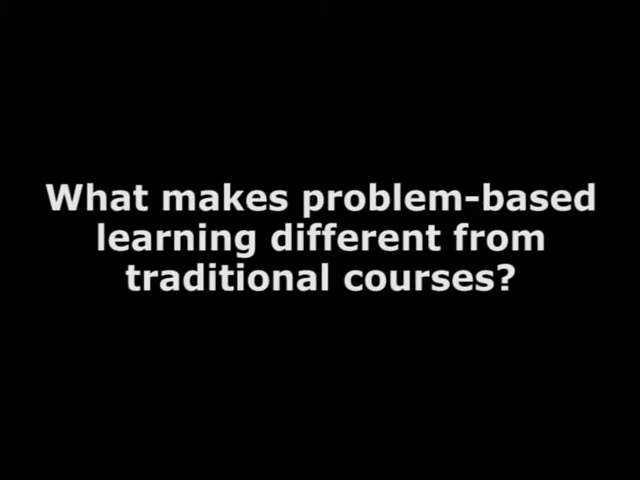 What makes problem-based
learning different from
traditional courses?